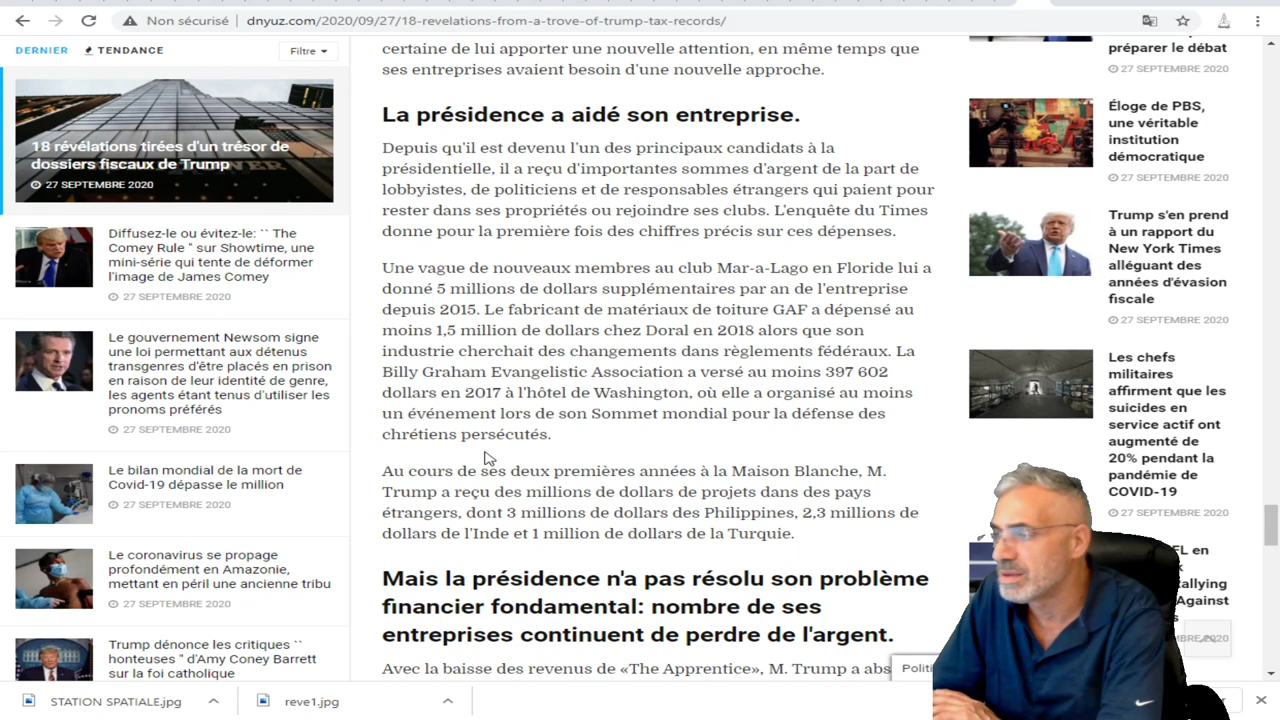 Non sécurisé | dnyuz.com/2020/09/27/18-revelations-from-a-trove-of-trump-tax-records/
DERNIER
TENDANCE
Filtre
18 révélations tirées d'un trésor de
dossiers fiscaux de Trump
27 SEPTEMBRE 2020
Diffusez-le ou évitez-le: `` The
Comey Rule '' sur Showtime, une
mini-série qui tente de déformer
l'image de James Comey
27 SEPTEMBRE 2020
Le gouvernement Newsom signe
une loi permettant aux détenus
transgenres d'être placés en prison
en raison de leur identité de genre,
les agents étant tenus d'utiliser les
pronoms préférés
27 SEPTEMBRE 2020
Le bilan mondial de la mort de
Covid-19 dépasse le million
27 SEPTEMBRE 2020
Le coronavirus se propage
profondément en Amazonie,
mettant en péril une ancienne tribu
27 SEPTEMBRE 2020
Trump dénonce les critiques ``
honteuses '' d'Amy Coney Barrett
sur la foi catholique
certaine de lui apporter une nouvelle attention, en même temps que
ses entreprises avaient besoin d'une nouvelle approche.
La présidence a aidé son entreprise.
Depuis qu'il est devenu l'un des principaux candidats à la
présidentielle, il a reçu d'importantes sommes d'argent de la part de
lobbyistes, de politiciens et de responsables étrangers qui paient pour
rester dans ses propriétés ou rejoindre ses clubs. L'enquête du Times
donne pour la première fois des chiffres précis sur ces dépenses.
Une vague de nouveaux membres au club Mar-a-Lago en Floride lui a
donné 5 millions de dollars supplémentaires par an de l'entreprise
depuis 2015. Le fabricant de matériaux de toiture GAF a dépensé au
moins 1,5 million de dollars chez Doral en 2018 alors que son
industrie cherchait des changements dans règlements fédéraux. La
Billy Graham Evangelistic Association a versé au moins 397 602
dollars en 2017 à l'hôtel de Washington, où elle a organisé au moins
un événement lors de son Sommet mondial pour la défense des
chrétiens persécutés.
Au cours de ses deux premières années à la Maison Blanche, M.
Trump a reçu des millions de dollars de projets dans des pays
étrangers, dont 3 millions de dollars des Philippines, 2,3 millions de
dollars de l'Inde et 1 million de dollars de la Turquie.
Mais la présidence n'a pas résolu son problème
financier fondamental: nombre de ses
entreprises continuent de perdre de l'argent.
Avec la baisse des revenus de «The Apprentice», M. Trump a abs
Politi
préparer le débat
27 SEPTEMBRE 2020
Éloge de PBS,
une véritable
institution
démocratique
27 SEPTEMBRE 2020
Trump s'en prend
à un rapport du
New York Times
alléguant des
années d'évasion
fiscale
27 SEPTEMBRE 2020
Les chefs
militaires
affirment que les
suicides en
service actif ont
augmenté de
20% pendant la
pandémie de
COVID-19
27 SEPTEMBRE 2020
en
Against
STATION SPATIALE.jpg
reve1.jpg